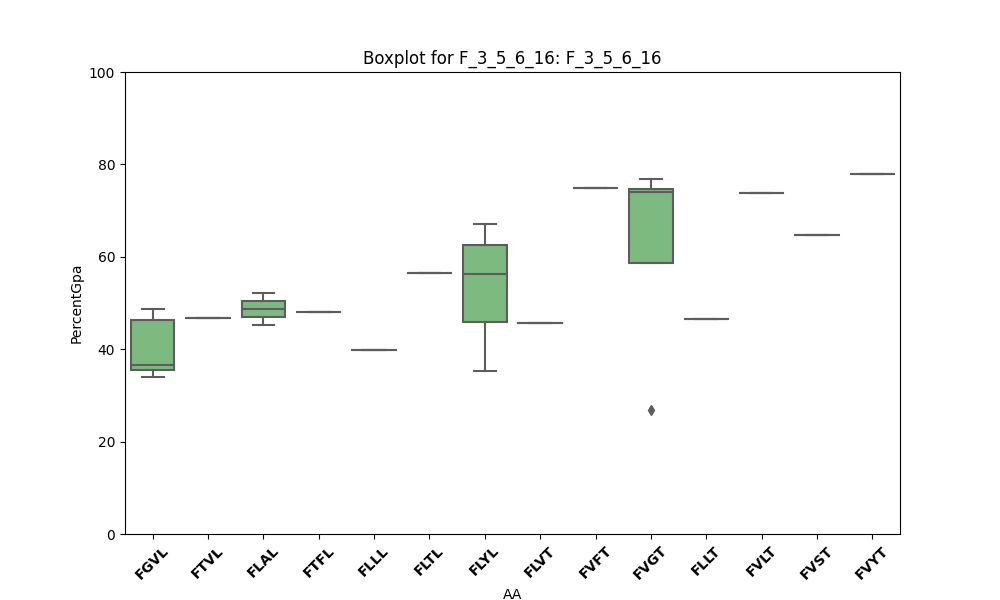 Boxplot for F_3_5_6_16: F_3_5_6_16
PercentGpa
100
80
60
40
20
0
FGVL FTVL FLAL FTFL FLLL FLTL FLYL FLVT FVFT FVGT FLLT FVLT FVST FVYT
AA